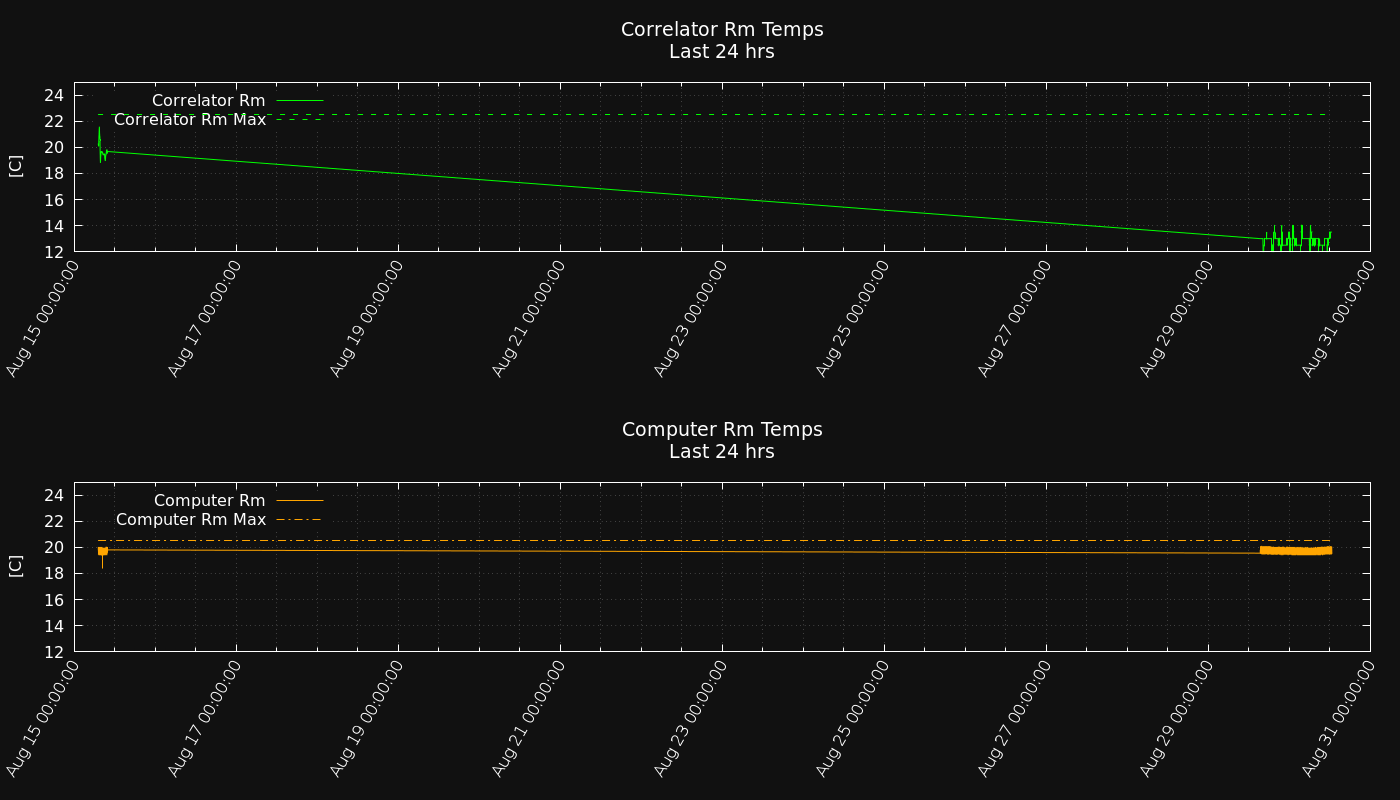 Correlator Rm Temps
Last 24 hrs
Correlator Rm
Correlator Rm Max
[C]
24
22
20
18
16
14
12
Aug 15 00:00:00
Aug 17 00:00:00
Aug 19 00:00:00
Aug 21 00:00:00
Aug 23 00:00:00
Aug 25 00:00:00
Aug 27 00:00:00
Aug 29 00:00:00
Aug 31 00:00:00
Computer Rm Temps
Last 24 hrs
Computer Rm
Computer Rm Max
[C]
24
22
20
18
16
14
12
Aug 15 00:00:00
Aug 17 00:00:00
Aug 19 00:00:00
Aug 21 00:00:00
Aug 23 00:00:00
Aug 25 00:00:00
Aug 27 00:00:00
Aug 29 00:00:00
Aug 31 00:00:00